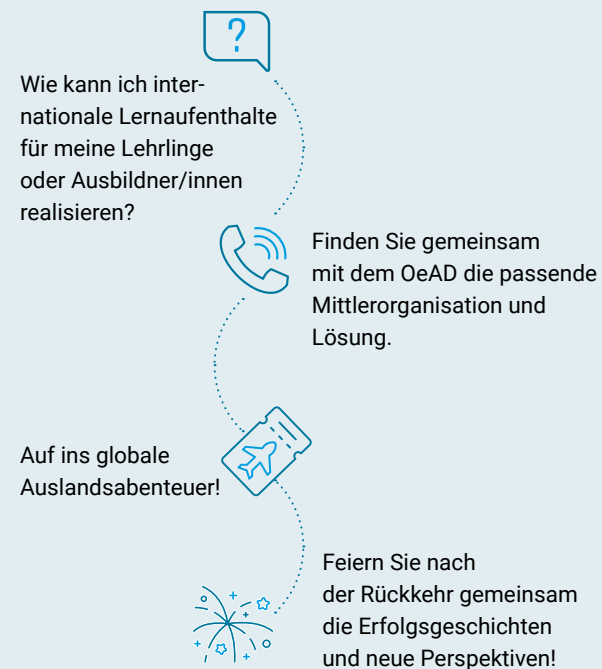 ?
Wie kann ich inter-
nationale Lernaufenthalte
für meine Lehrlinge
oder Ausbildner/innen
realisieren?
Finden Sie gemeinsam
mit dem OeAD die passende
Mittlerorganisation und
Lösung.
Auf ins globale
Auslandsabenteuer!
Feiern Sie nach
der Rückkehr gemeinsam
die Erfolgsgeschichten
und neue Perspektiven!